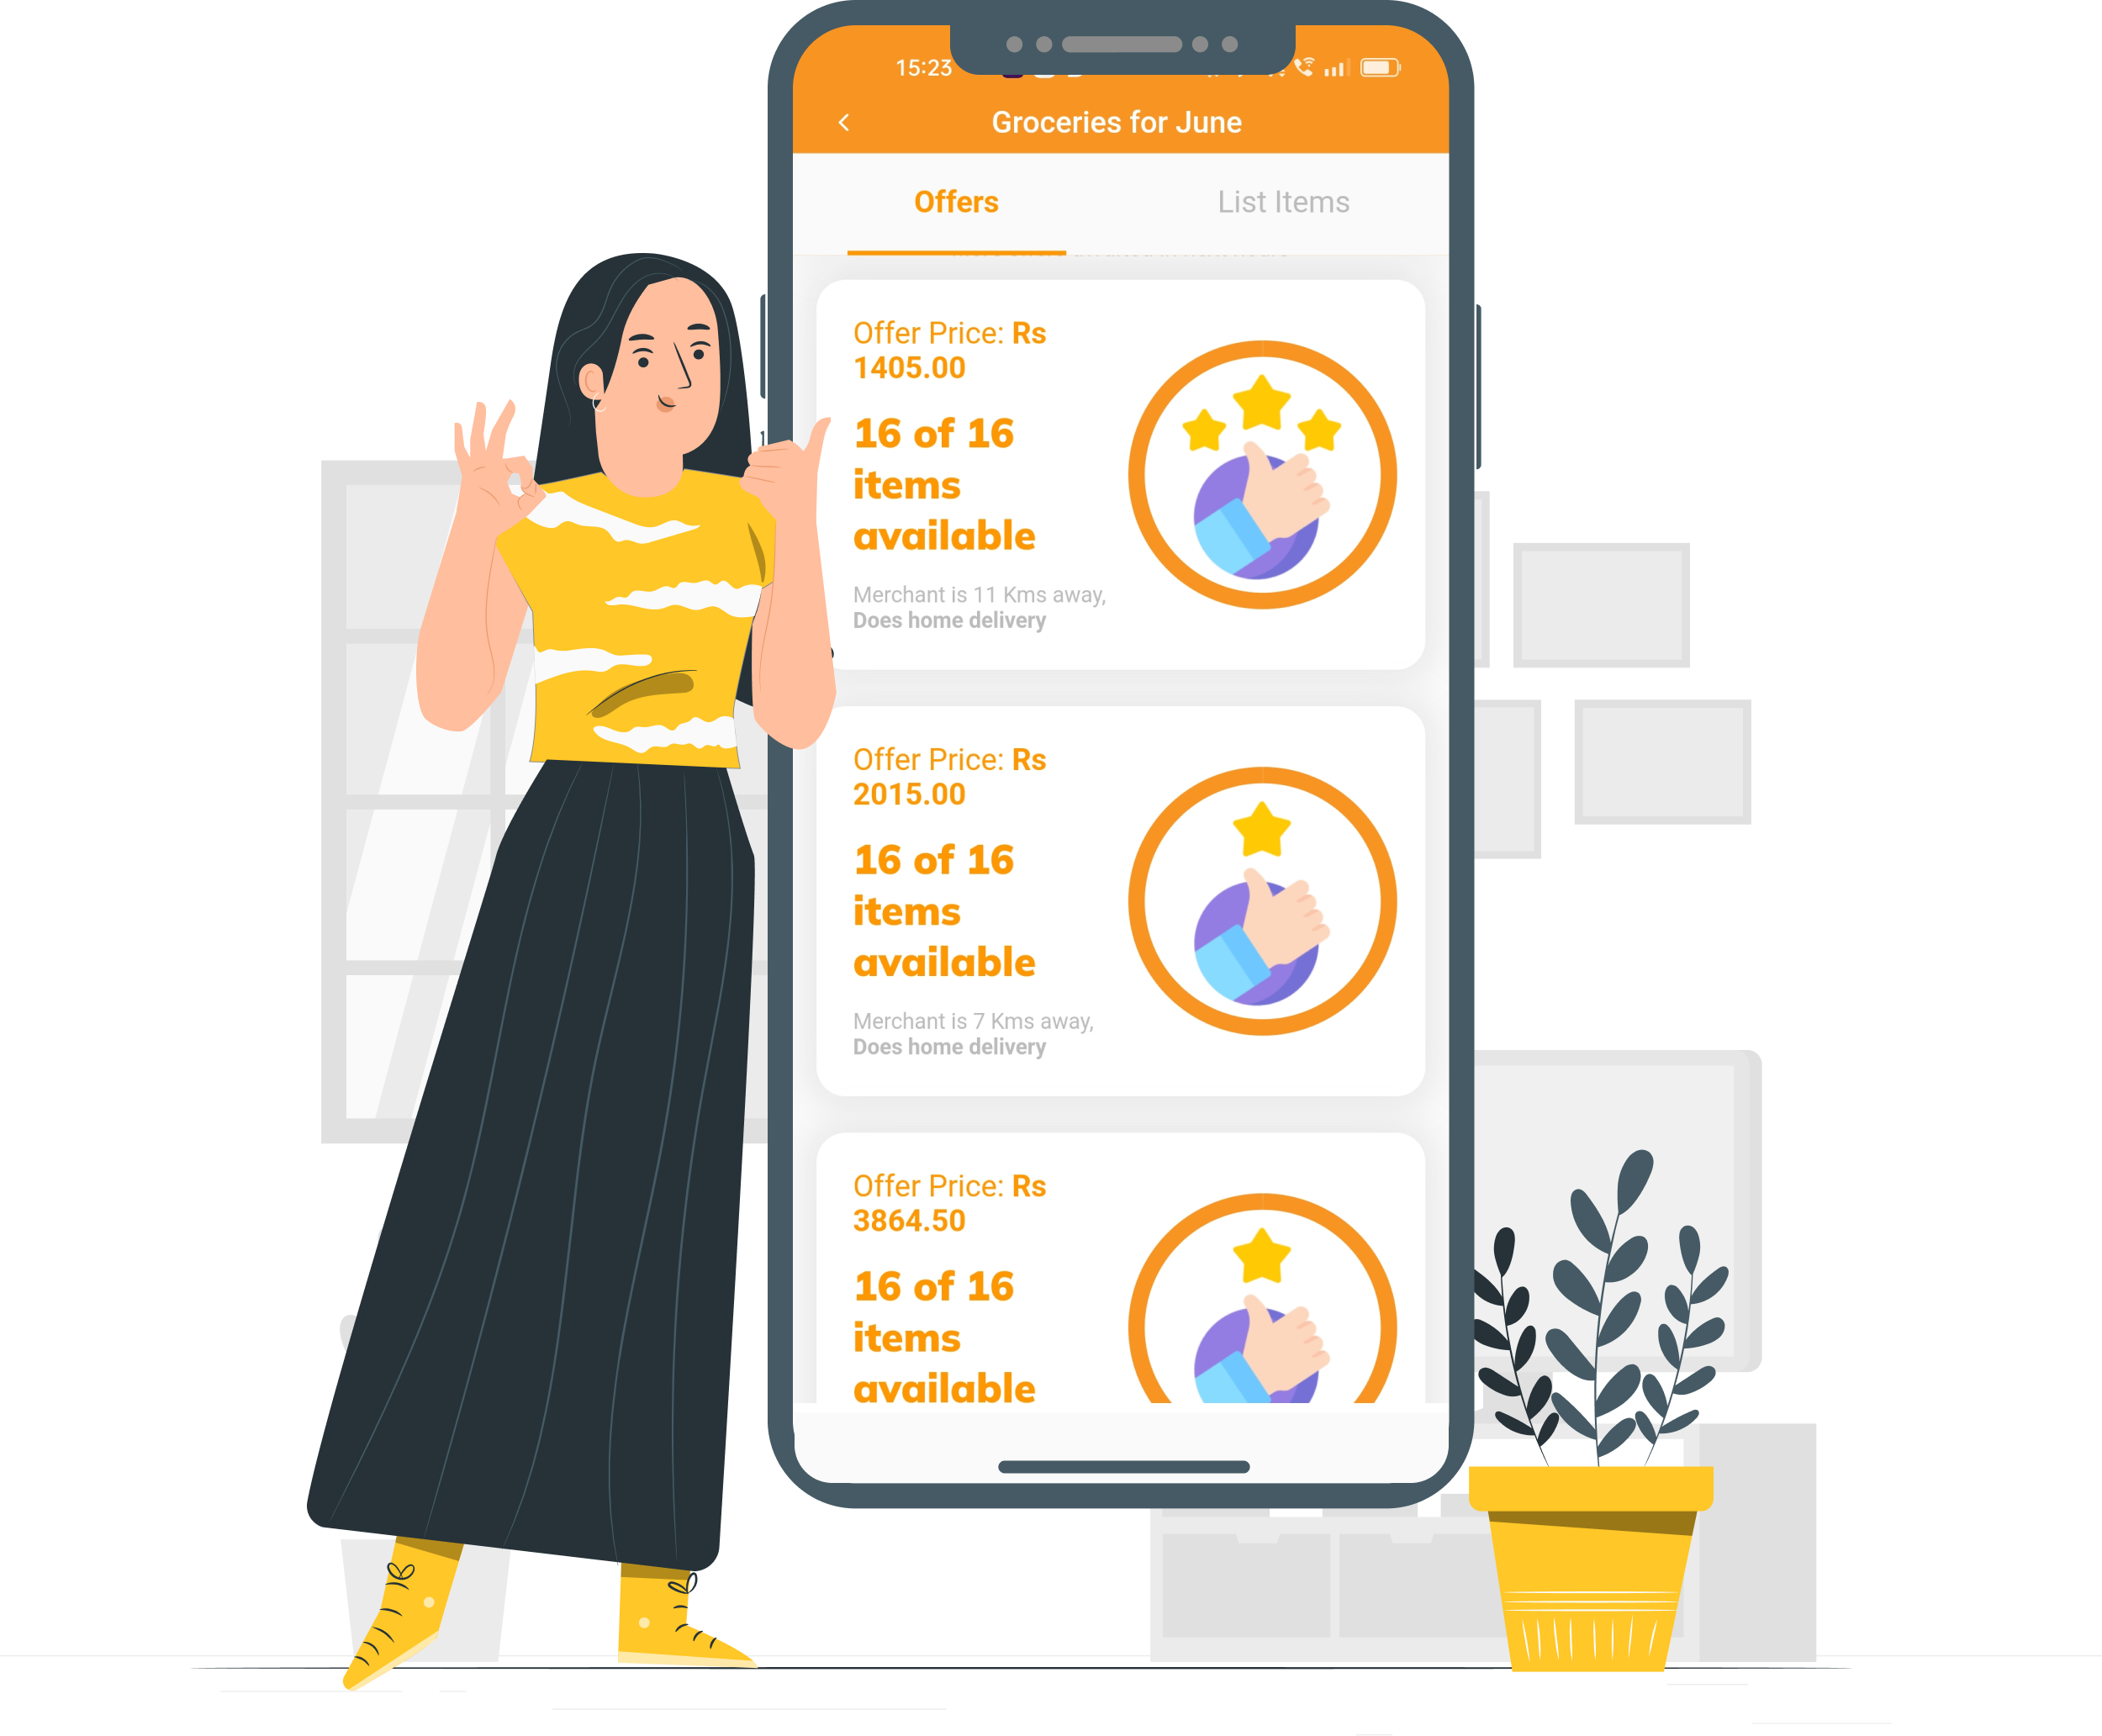 15:23
Groceries for June
Offers
List Items
Offer Price: Rs
1405.00
16 of 16
items
available
Merchant is 11 Kms away,
Does home delivery
Offer Price: Rs
2015.00
16 of 16
items
available
Merchant is 7 Kms away,
Does home delivery
Offer Price: Rs
3864.50
16 of 16
items
available